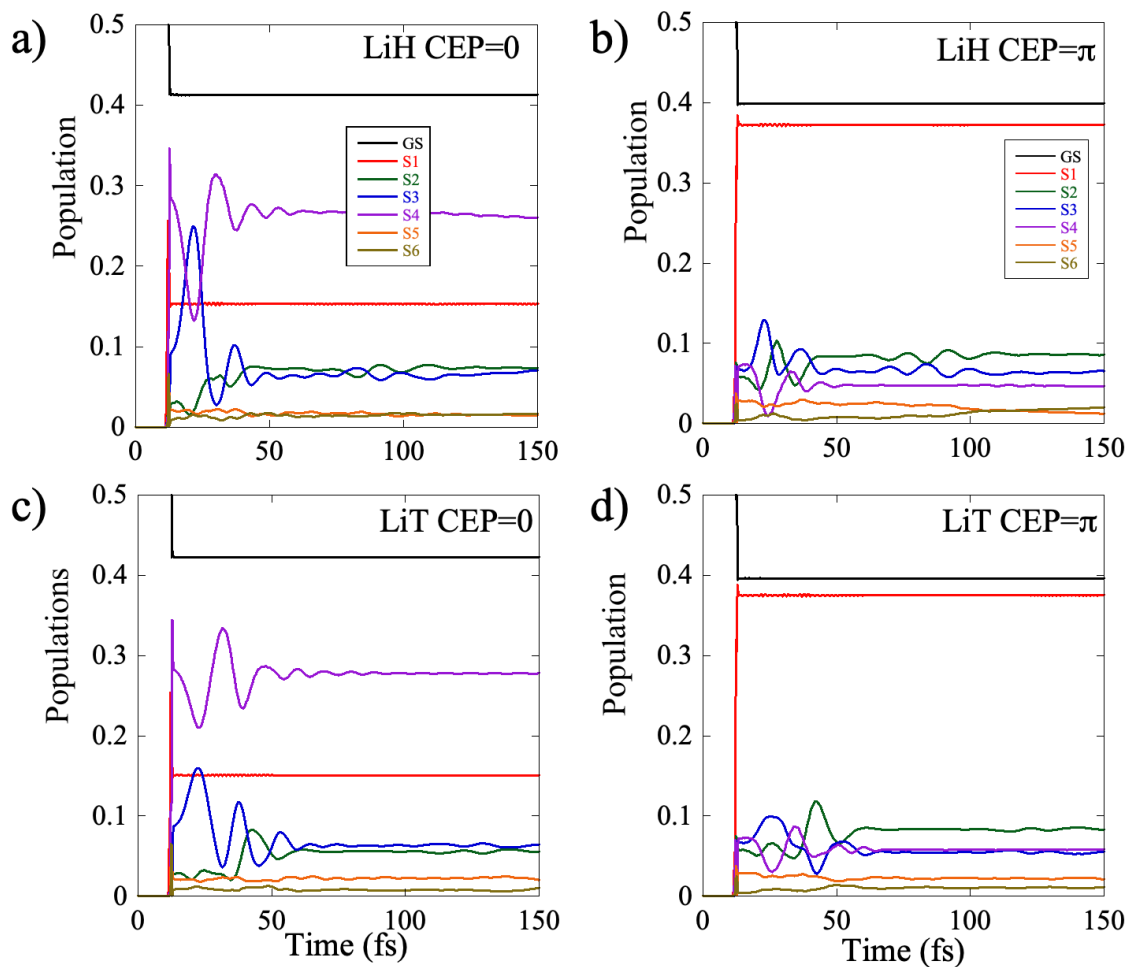 a)
LiH CEP=0
Population
0.5
0.4
0.3
0.2
0.1
0
GS
S1
S2
S3
S4
S5
S6
0
50
100
150
b)
LiH CEP=π
Population
0.5
0.4
0.3
0.2
0.1
0
GS
S1
S2
S3
S4
S5
S6
0
50
100
150
c)
LiT CEP=0
Populations
0.5
0.4
0.3
0.2
0.1
0
0
50
100
150
Time (fs)
d)
LiT CEP=π
Population
0.5
0.4
0.3
0.2
0.1
0
0
50
100
150
Time (fs)